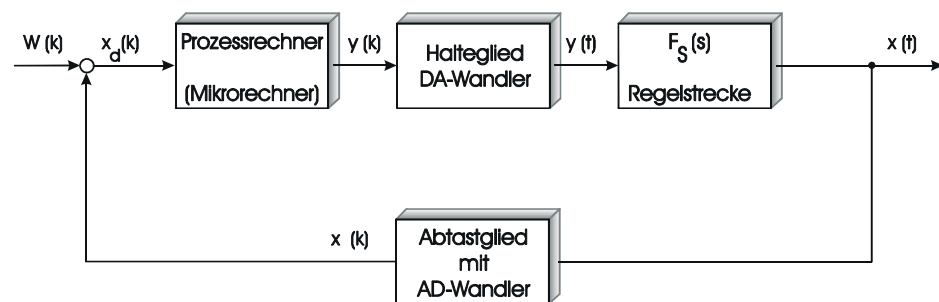 W (k)
x_d(k)
Prozessrechner
(Mikrorechner)
y (k)
Halteglied
DA-Wandler
y (t)
F_S(s)
Regelstrecke
x (t)
x (k)
Abtastglied
mit
AD-Wandler